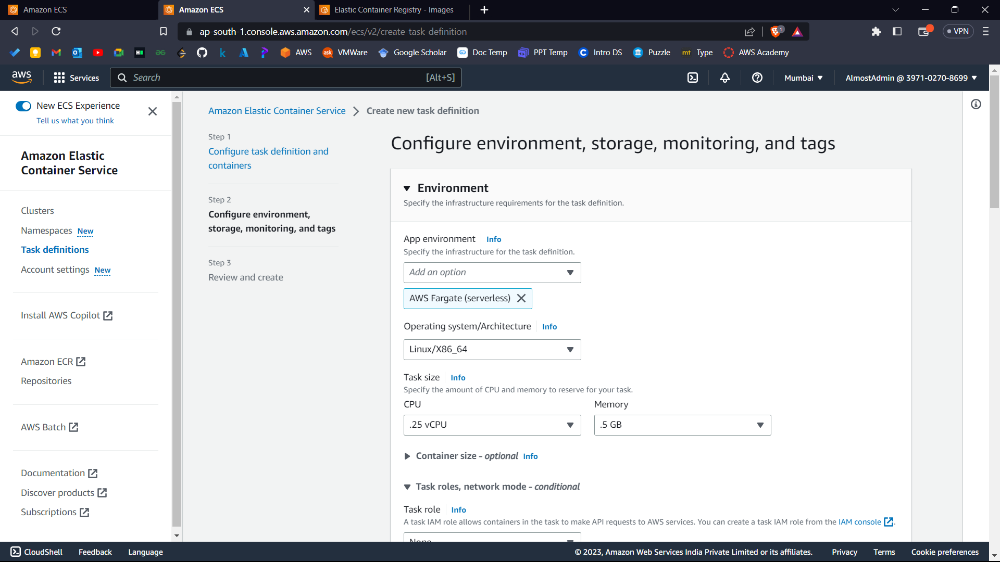 Amazon ECS
Amazon ECS
Elastic Container Registry - Images
ap-south-1.console.aws.amazon.com/ecs/v2/create-task-definition
1
VPN
AWS
VMWare
Google Scholar
Doc Temp
PPT Temp
Intro DS
Puzzle
mt Type
AWS Academy
aws
Services
Search
[Alt+S]
Mumbai
AlmostAdmin @ 3971-0270-8699
New ECS Experience
Tell us what you think
Amazon Elastic
Container Service
Clusters
Namespaces New
Task definitions
Account settings New
Install AWS Copilot
Amazon ECR
Repositories
AWS Batch
Documentation
Discover products
Subscriptions
Amazon Elastic Container Service
Create new task definition
Step 1
Configure task definition and
containers
Step 2
Configure environment,
storage, monitoring, and tags
Step 3
Review and create
Configure environment, storage, monitoring, and tags
Environment
Specify the infrastructure requirements for the task definition.
App environment Info
Specify the infrastructure for the task definition.
Add an option
AWS Fargate (serverless)
Operating system/Architecture Info
Linux/X86_64
Task size Info
Specify the amount of CPU and memory to reserve for your task.
CPU
Memory
.25 vCPU
.5 GB
Container size - optional Info
Task roles, network mode - conditional
Task role Info
A task IAM role allows containers in the task to make API requests to AWS services. You can create a task IAM role from the IAM console.
None
CloudShell
Feedback
Language
© 2023, Amazon Web Services India Private Limited or its affiliates.
Privacy
Terms
Cookie preferences